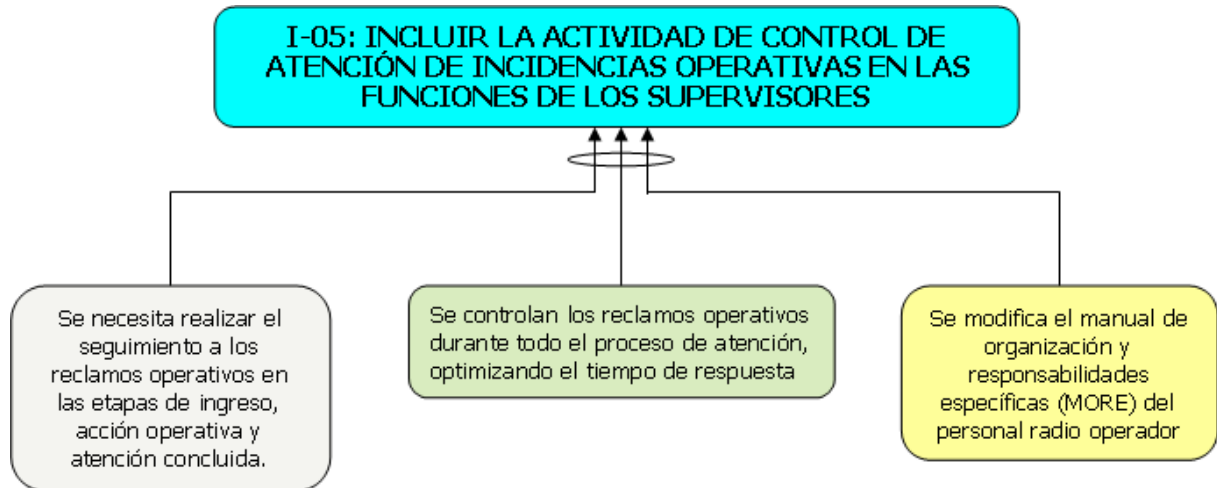 I-05: INCLUIR LA ACTIVIDAD DE CONTROL DE
ATENCIÓN DE INCIDENCIAS OPERATIVAS EN LAS
FUNCIONES DE LOS SUPERVISORES
Se necesita realizar el
seguimiento a los
reclamos operativos en
las etapas de ingreso,
acción operativa y
atención concluida.
Se controlan los reclamos operativos
durante todo el proceso de atención,
optimizando el tiempo de respuesta
Se modifica el manual de
organización y
responsabilidades
específicas (MORE) del
personal radio operador